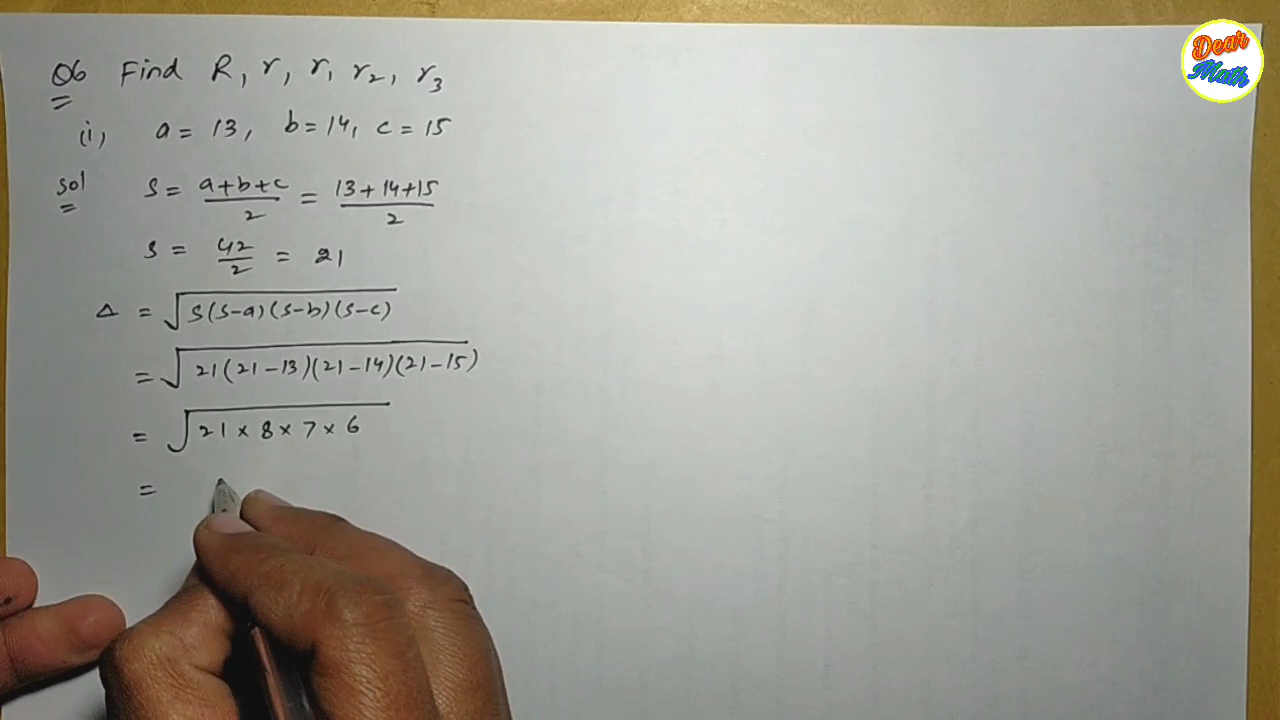 Q6 Find R, r, r₁ r₂, r₃
(i) a = 13, b = 14, c = 15
Sol S = a+b+c/2 = 13+14+15/2
S = 42/2 = 21
Δ = √S(S-a)(S-b)(S-c)
= √21(21-13)(21-14)(21-15)
= √21×8×7×6
=
Dear
Math